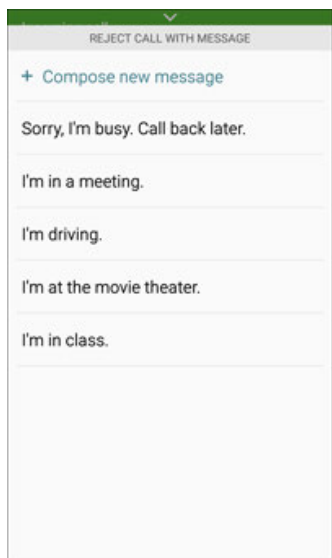 REJECT CALL WITH MESSAGE
+ Compose new message
Sorry, I'm busy. Call back later.
I'm in a meeting.
I'm driving.
I'm at the movie theater.
I'm in class.